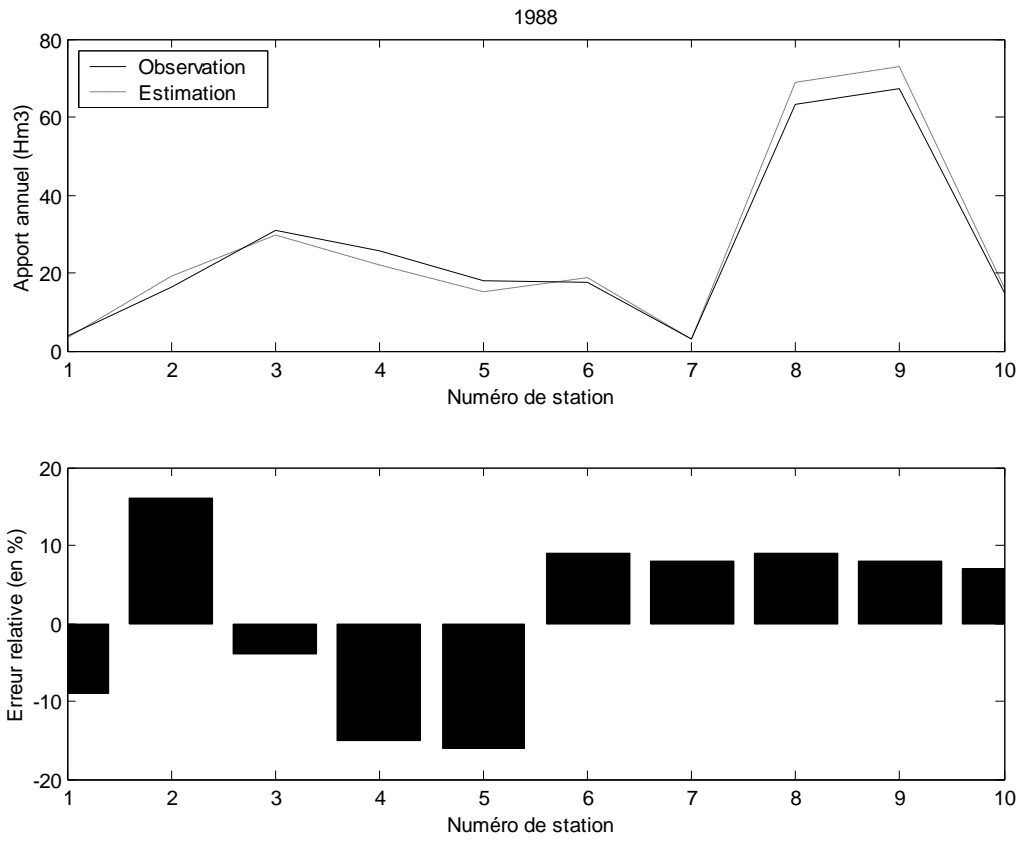 1988
Apport annuel (Hm3)
80
60
40
20
0
Observation
Estimation
1 2 3 4 5 6 7 8 9 10
Numéro de station
Erreur relative (en %)
20
10
0
-10
-20
1 2 3 4 5 6 7 8 9 10
Numéro de station